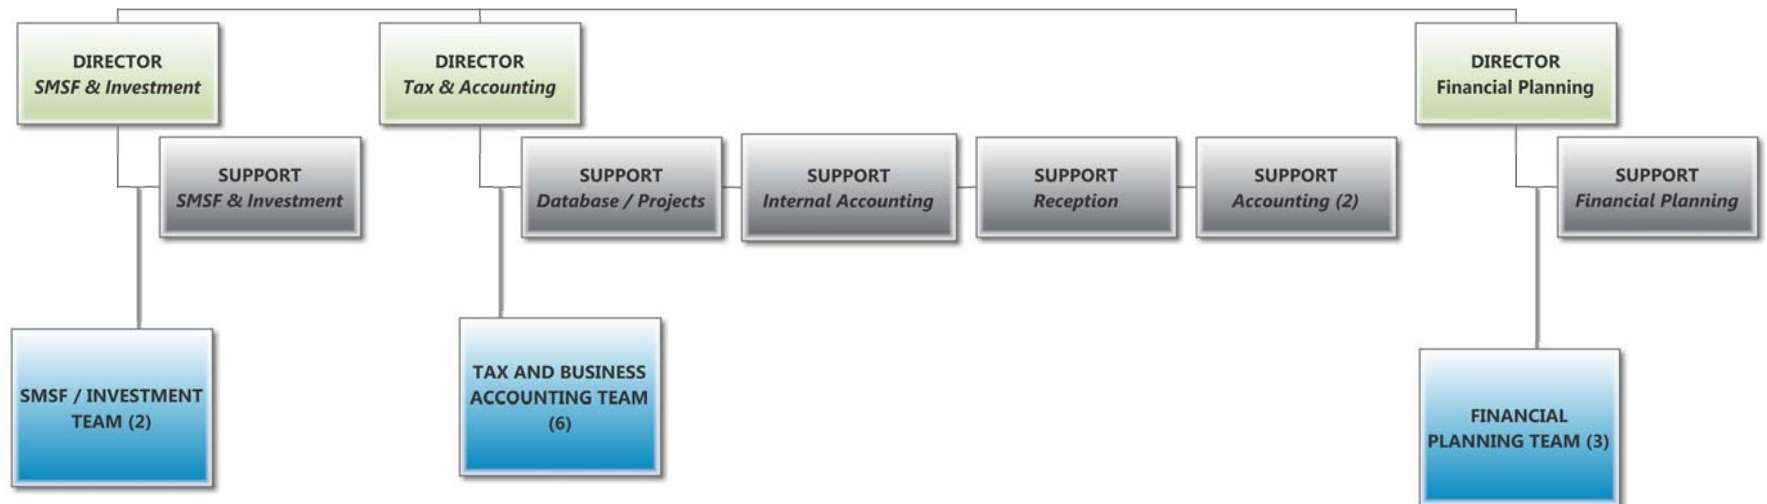 DIRECTOR
SMSF & Investment
DIRECTOR
Tax & Accounting
DIRECTOR
Financial Planning
SUPPORT
SMSF & Investment
SUPPORT
Database / Projects
SUPPORT
Internal Accounting
SUPPORT
Reception
SUPPORT
Accounting (2)
SUPPORT
Financial Planning
SMSF / INVESTMENT
TEAM (2)
TAX AND BUSINESS
ACCOUNTING TEAM
(6)
FINANCIAL
PLANNING TEAM (3)